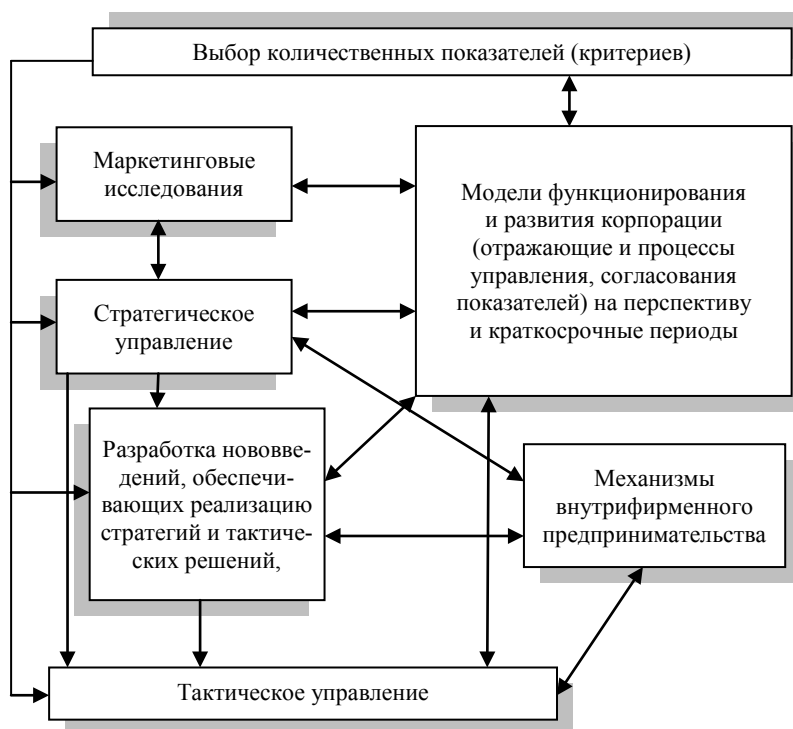 Выбор количественных показателей (критериев)
Маркетинговые
исследования
Модели функционирования
и развития корпорации
(отражающие и процессы
управления, согласования
показателей) на перспективу
и краткосрочные периоды
Стратегическое
управление
Разработка нововве-
дений, обеспечи-
вающих реализацию
стратегий и тактиче-
ских решений,
Механизмы
внутрифирменного
предпринимательства
Тактическое управление